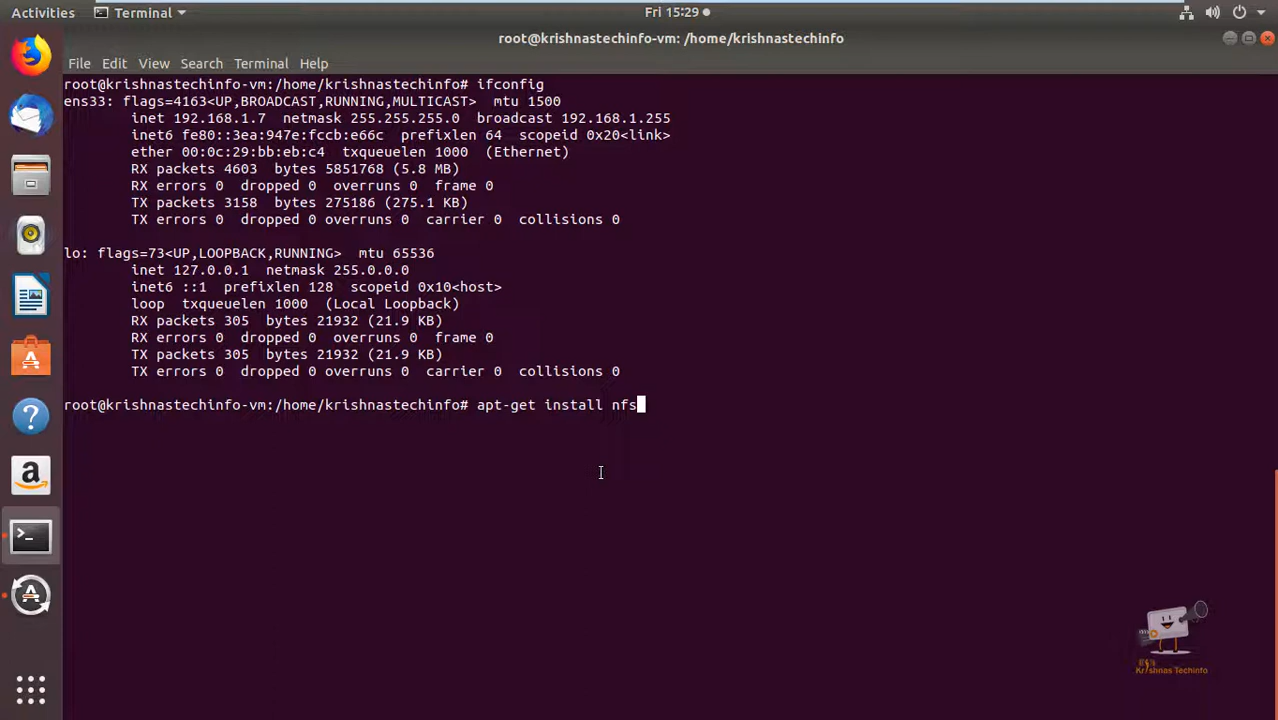 Activities Terminal Fri 15:29
root@krishnastechinfo-vm: /home/krishnastechinfo
File Edit View Search Terminal Help
root@krishnastechinfo-vm:/home/krishnastechinfo# ifconfig
ens33: flags=4163<UP,BROADCAST,RUNNING,MULTICAST>  mtu 1500
        inet 192.168.1.7  netmask 255.255.255.0  broadcast 192.168.1.255
        inet6 fe80::3ea:947e:fccb:e66c  prefixlen 64  scopeid 0x20<link>
        ether 00:0c:29:bb:eb:c4  txqueuelen 1000  (Ethernet)
        RX packets 4603  bytes 5851768 (5.8 MB)
        RX errors 0  dropped 0  overruns 0  frame 0
        TX packets 3158  bytes 275186 (275.1 KB)
        TX errors 0  dropped 0 overruns 0  carrier 0  collisions 0
lo: flags=73<UP,LOOPBACK,RUNNING>  mtu 65536
        inet 127.0.0.1  netmask 255.0.0.0
        inet6 ::1  prefixlen 128  scopeid 0x10<host>
        loop  txqueuelen 1000  (Local Loopback)
        RX packets 305  bytes 21932 (21.9 KB)
        RX errors 0  dropped 0  overruns 0  frame 0
        TX packets 305  bytes 21932 (21.9 KB)
        TX errors 0  dropped 0 overruns 0  carrier 0  collisions 0
root@krishnastechinfo-vm:/home/krishnastechinfo# apt-get install nfs
Krishnas Techinfo